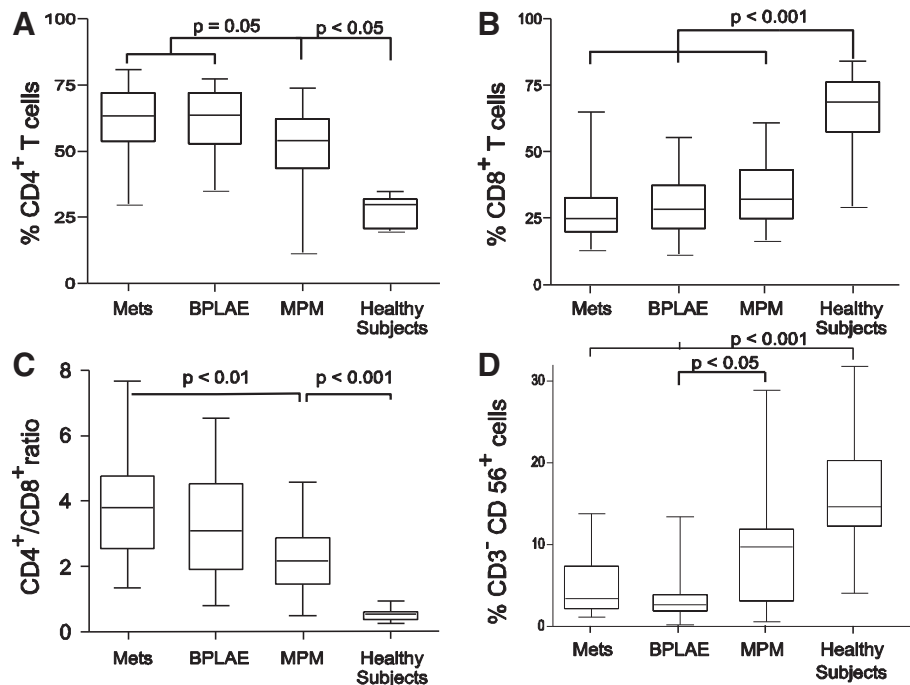 A
100
75
50
25
0
% CD4+ T cells
p = 0.05
p < 0.05
Mets
BPLAE
MPM
Healthy
Subjects
B
100
75
50
25
0
% CD8+ T cells
p < 0.001
Mets
BPLAE
MPM
Healthy
Subjects
C
8
6
4
2
0
CD4+/CD8+ratio
p < 0.01
p < 0.001
Mets
BPLAE
MPM
Healthy
Subjects
D
30
20
10
0
% CD3- CD 56+ cells
p < 0.001
p < 0.05
Mets
BPLAE
MPM
Healthy
Subjects